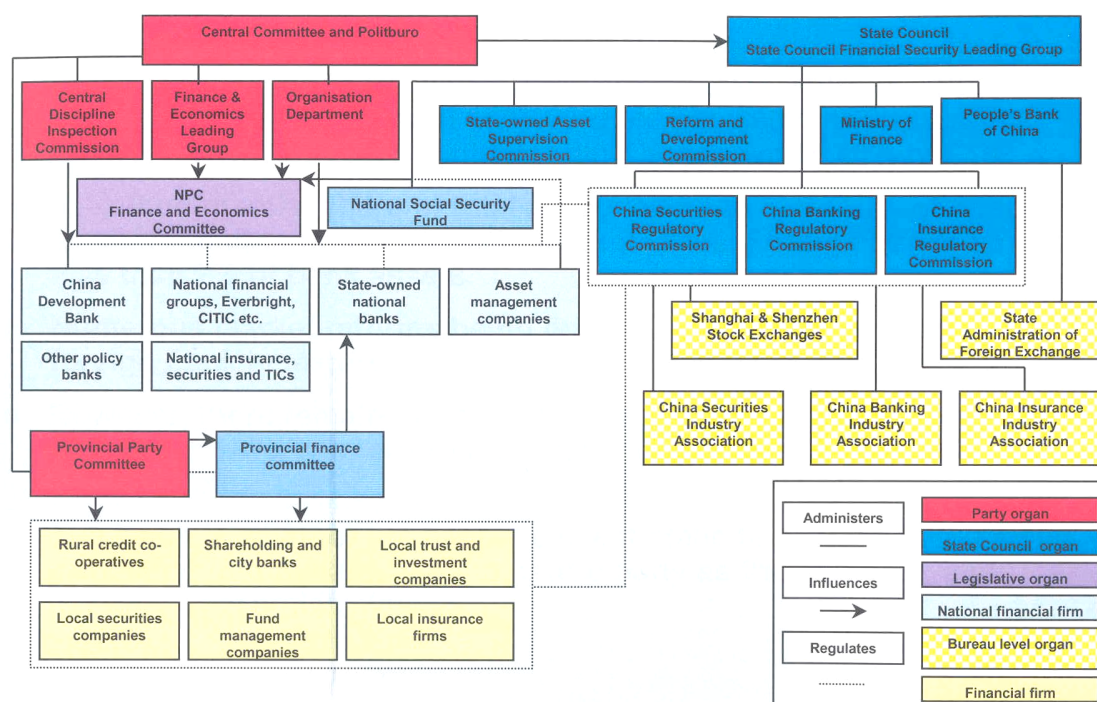 Central Committee and Politburo
State Council
State Council Financial Security Leading Group
Central
Discipline
Inspection
Commission
Finance &
Economics
Leading
Group
Organisation
Department
State-owned Asset
Supervision
Commission
Reform and
Development
Commission
Ministry of
Finance
People's Bank
of China
NPC
Finance and Economics
Committee
National Social Security
Fund
China Securities
Regulatory
Commission
China Banking
Regulatory
Commission
China
Insurance
Regulatory
Commission
China
Development
Bank
National financial
groups, Everbright,
CITIC etc.
State-owned
national
banks
Asset
management
companies
Shanghai & Shenzhen
Stock Exchanges
State
Administration of
Foreign Exchange
Other policy
banks
National insurance,
securities and TICs
China Securities
Industry
Association
China Banking
Industry
Association
China Insurance
Industry
Association
Provincial Party
Committee
Provincial finance
committee
Rural credit co-
operatives
Shareholding and
city banks
Local trust and
investment
companies
Local securities
companies
Fund
management
companies
Local insurance
firms
Administers
Influences
Regulates
Party organ
State Council organ
Legislative organ
National financial firm
Bureau level organ
Financial firm